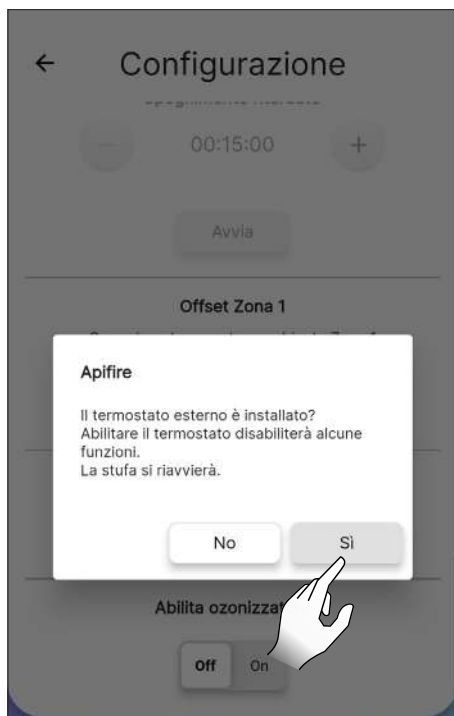 Configurazione
00:15:00
Avvia
Offset Zona 1
Apifire
Il termostato esterno è installato?
Abilitare il termostato disabiliterà alcune
funzioni.
La stufa si riavvierà.
No
Sì
Abilita
Off
On